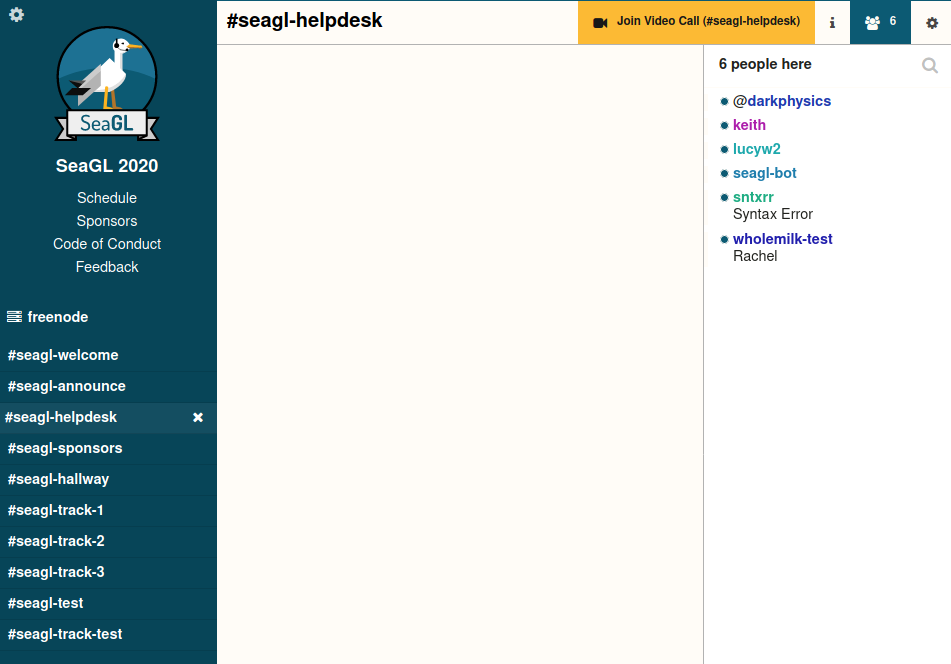 SeaGL
SeaGL 2020
Schedule
Sponsors
Code of Conduct
Feedback
freenode
#seagl-welcome
#seagl-announce
#seagl-helpdesk
#seagl-sponsors
#seagl-hallway
#seagl-track-1
#seagl-track-2
#seagl-track-3
#seagl-test
#seagl-track-test
#seagl-helpdesk
Join Video Call (#seagl-helpdesk)
6
6 people here
@darkphysics
keith
lucyw2
seagl-bot
sntxrr
Syntax Error
wholemilk-test
Rachel